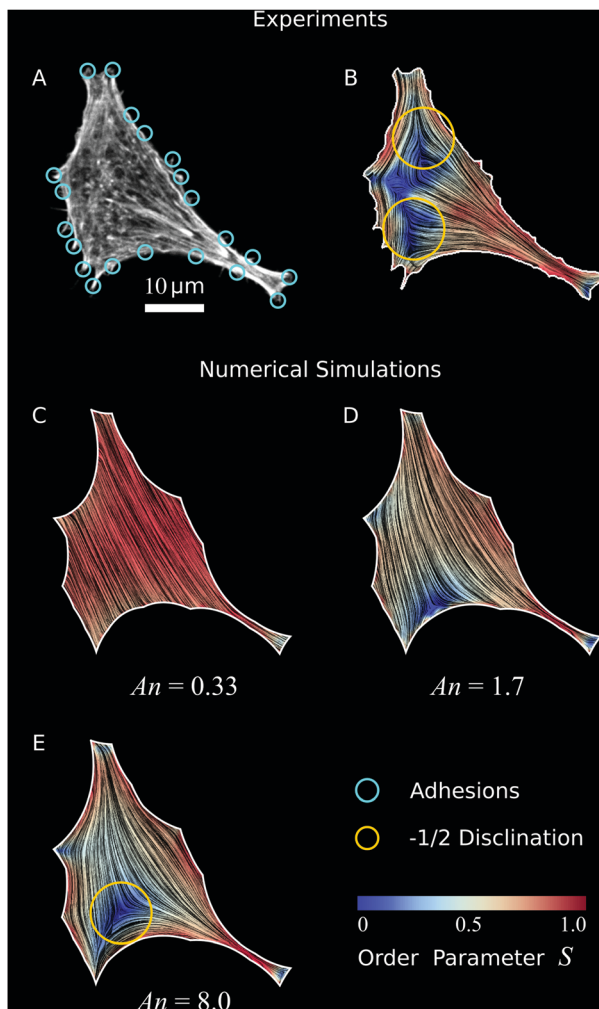 Experiments
A
B
10 µm
Numerical Simulations
C
D
An = 0.33
An = 1.7
E
Adhesions
-1/2 Disclination
0 0.5 1.0
Order Parameter S
An = 8.0